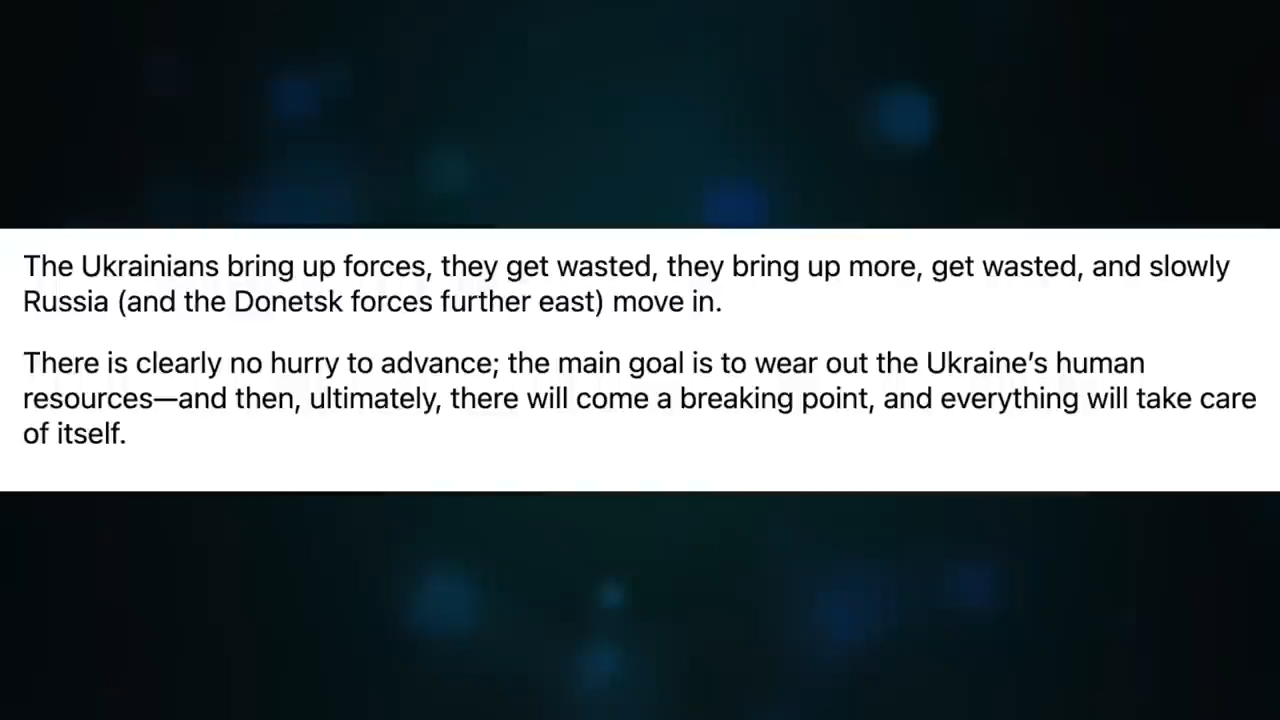 The Ukrainians bring up forces, they get wasted, they bring up more, get wasted, and slowly
Russia (and the Donetsk forces further east) move in.
There is clearly no hurry to advance; the main goal is to wear out the Ukraine’s human
resources—and then, ultimately, there will come a breaking point, and everything will take care
of itself.